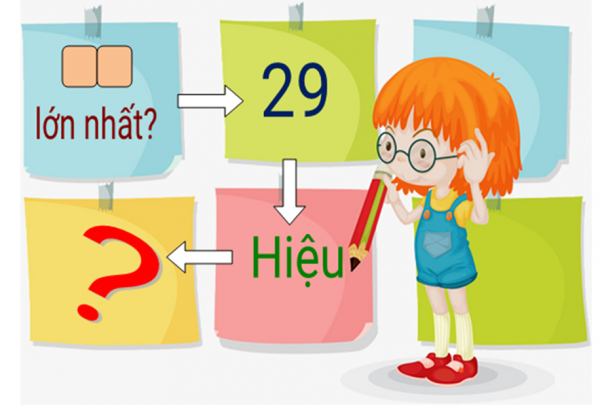 lớn nhất?
29
Hiệu
?